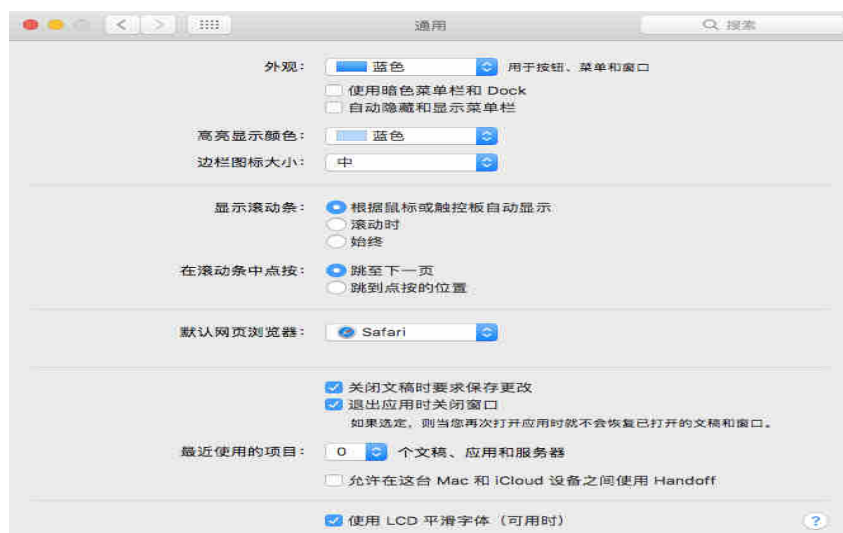 通用
搜索
外观： 蓝色 用于按钮、菜单和窗口
使用暗色菜单栏和 Dock
自动隐藏和显示菜单栏
高亮显示颜色： 蓝色
边栏图标大小： 中
显示滚动条： 根据鼠标或触控板自动显示
滚动时
始终
在滚动条中点按： 跳至下一页
跳到点按的位置
默认网页浏览器： Safari
关闭文稿时要求保存更改
退出应用时关闭窗口
如果选定，则当您再次打开应用时就不会恢复已打开的文稿和窗口。
最近使用的项目： 0 个文稿、应用和服务器
允许在这台 Mac 和 iCloud 设备之间使用 Handoff
使用 LCD 平滑字体（可用时） ?